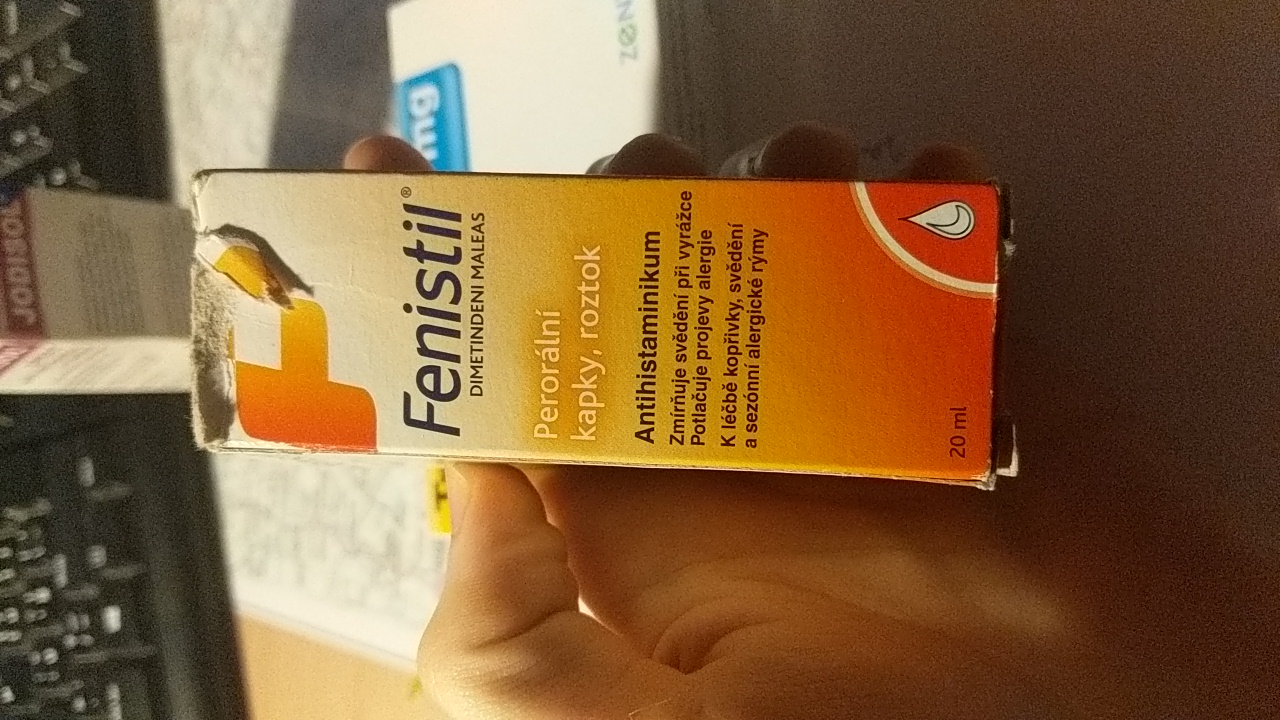 JODISOL
Fenistil®
DIMETINDENI MALEAS
Perorální
kapky, roztok
Antihistaminikum
Zmírňuje svědění při vyrážce
Potlačuje projevy alergie
K léčbě kopřivky, svědění
a sezónní alergické rýmy
20 ml
mg
ZEN